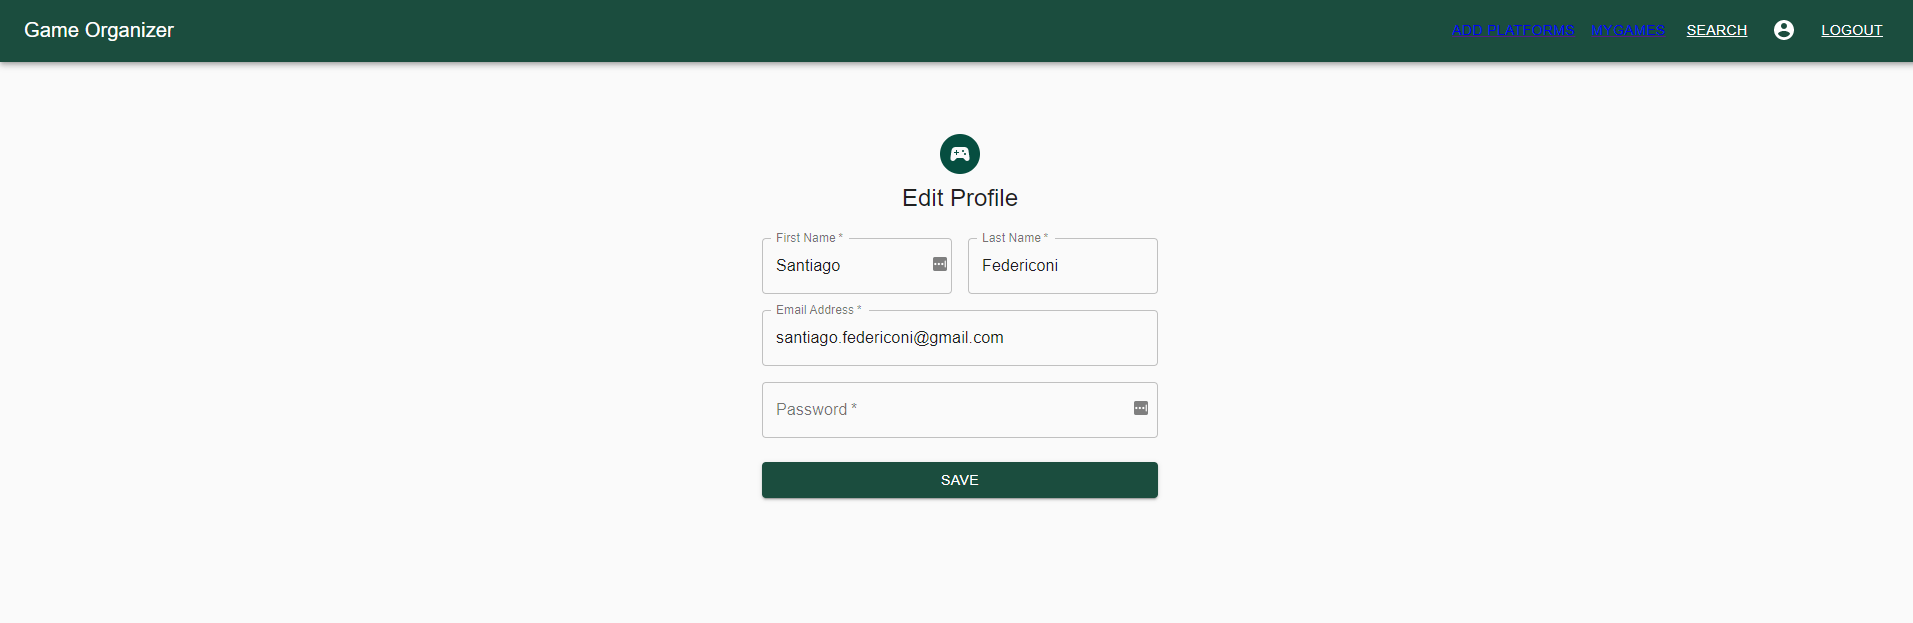 Game Organizer
ADD PLATFORMS MYGAMES SEARCH LOGOUT
Edit Profile
First Name * Last Name *
Santiago Federiconi
Email Address *
santiago.federiconi@gmail.com
Password *
SAVE